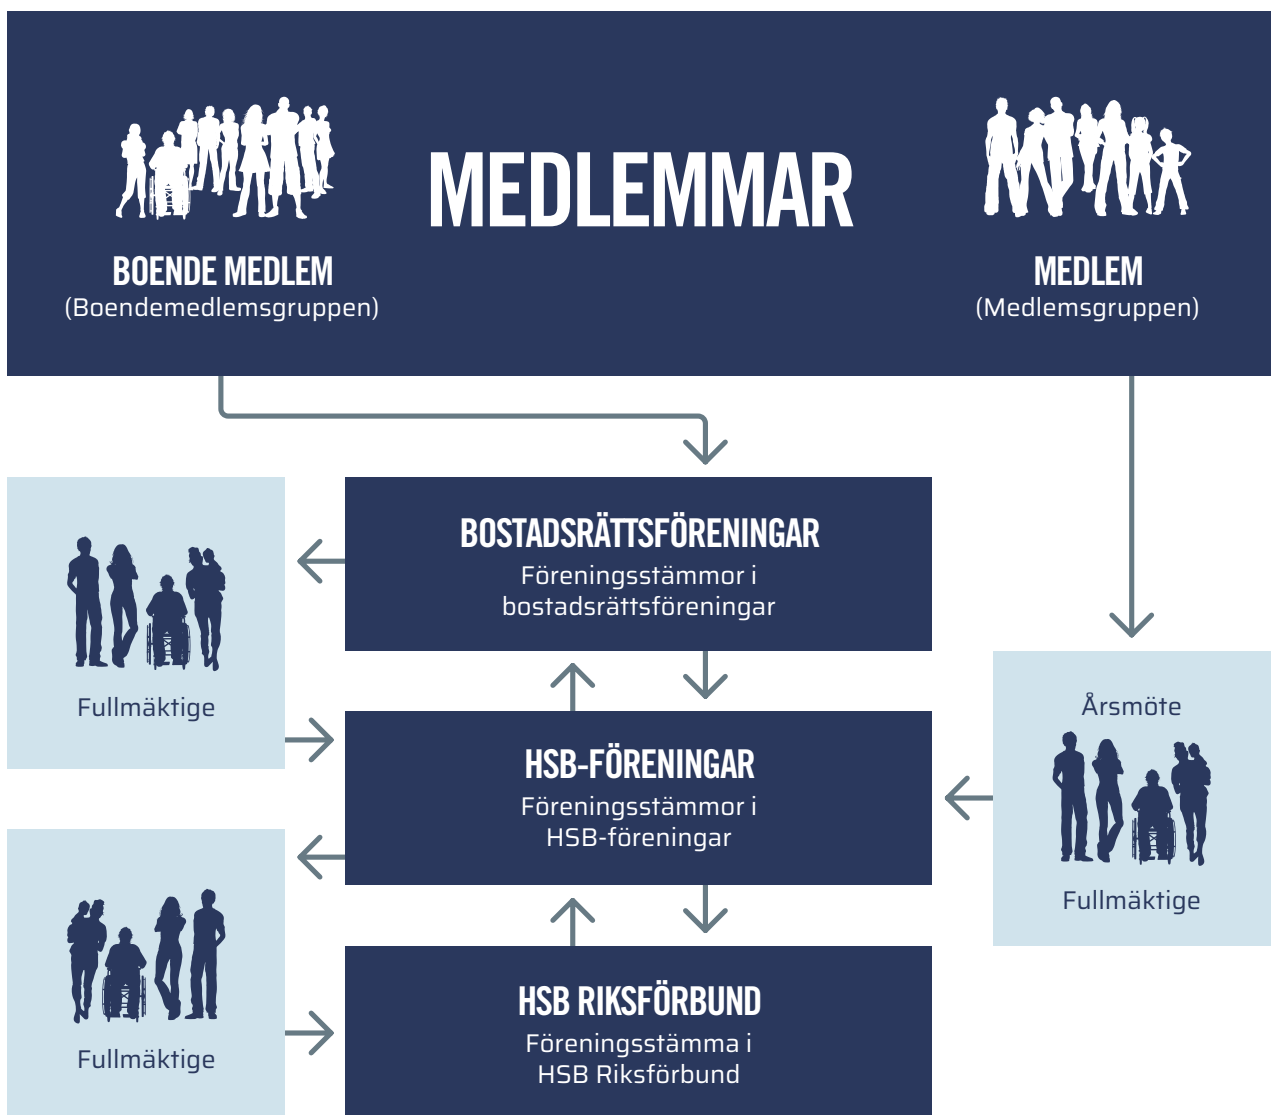 MEDLEMMAR
BOENDE MEDLEM
(Boendemedlemsgruppen)
MEDLEM
(Medlemsgruppen)
BOSTADSRÄTTSFÖRENINGAR
Föreningsstämmor i
bostadsrättsföreningar
Fullmäktige
HSB-FÖRENINGAR
Föreningsstämmor i
HSB-föreningar
Årsmöte
Fullmäktige
HSB RIKSFÖRBUND
Föreningsstämma i
HSB Riksförbund
Fullmäktige